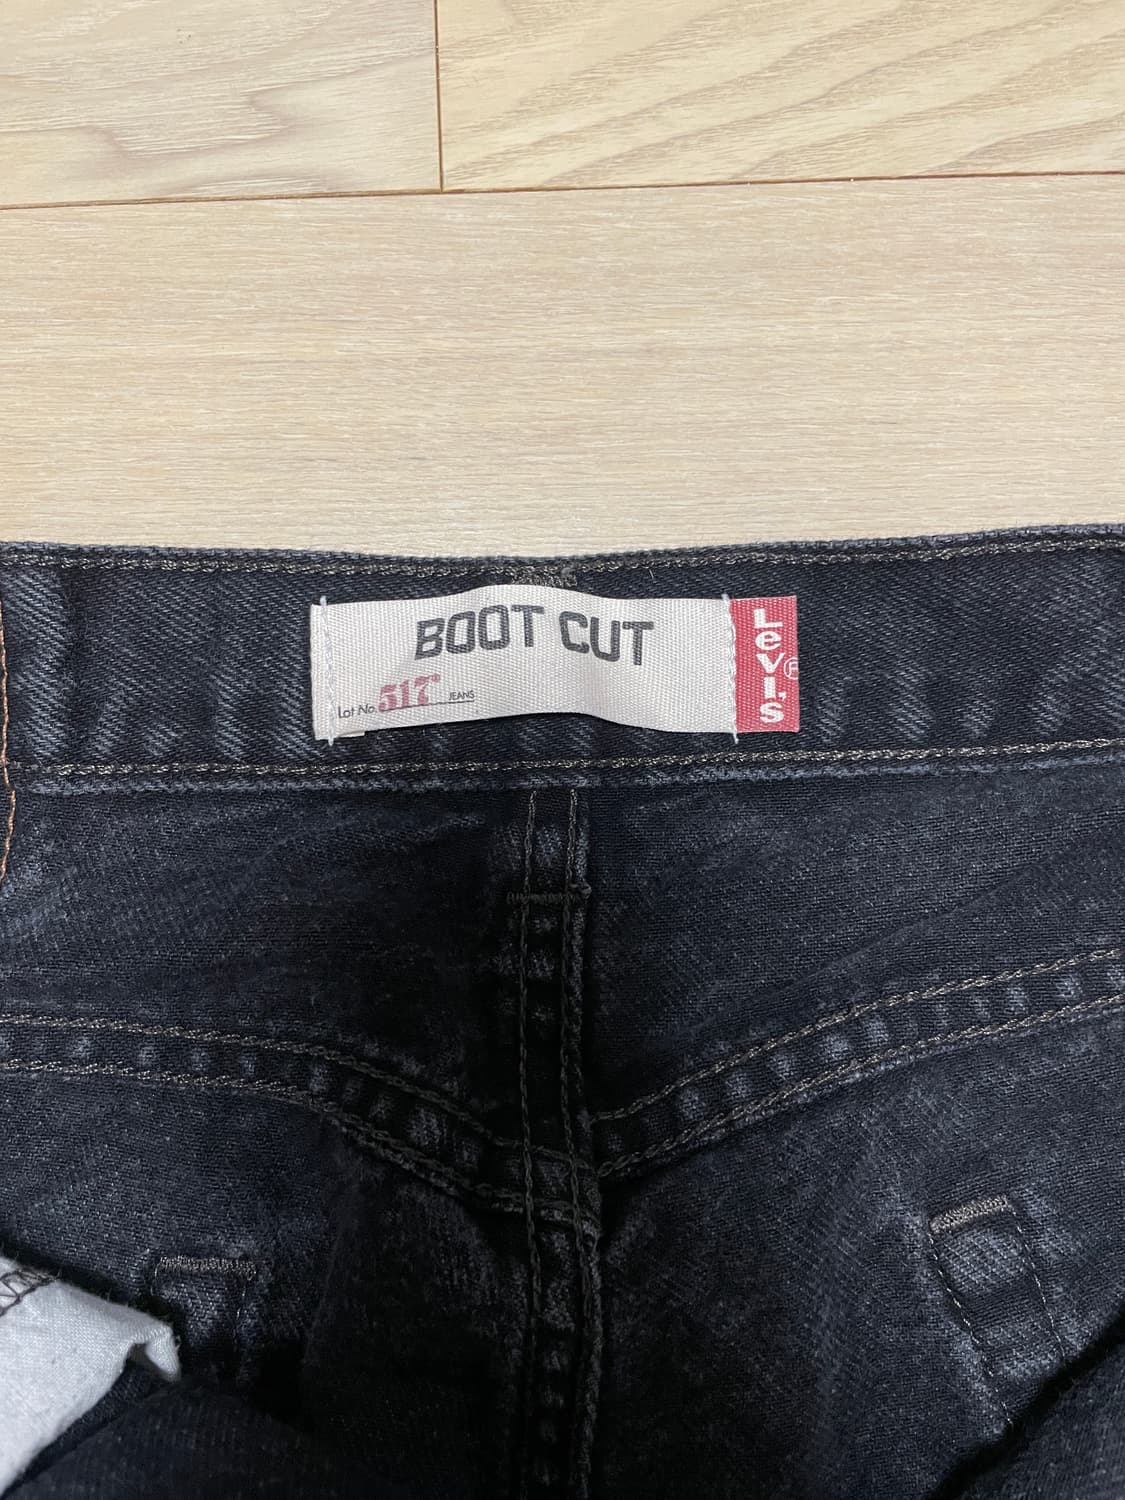 BOOT CUT
Lot No. 517® JEANS
Levi's ®